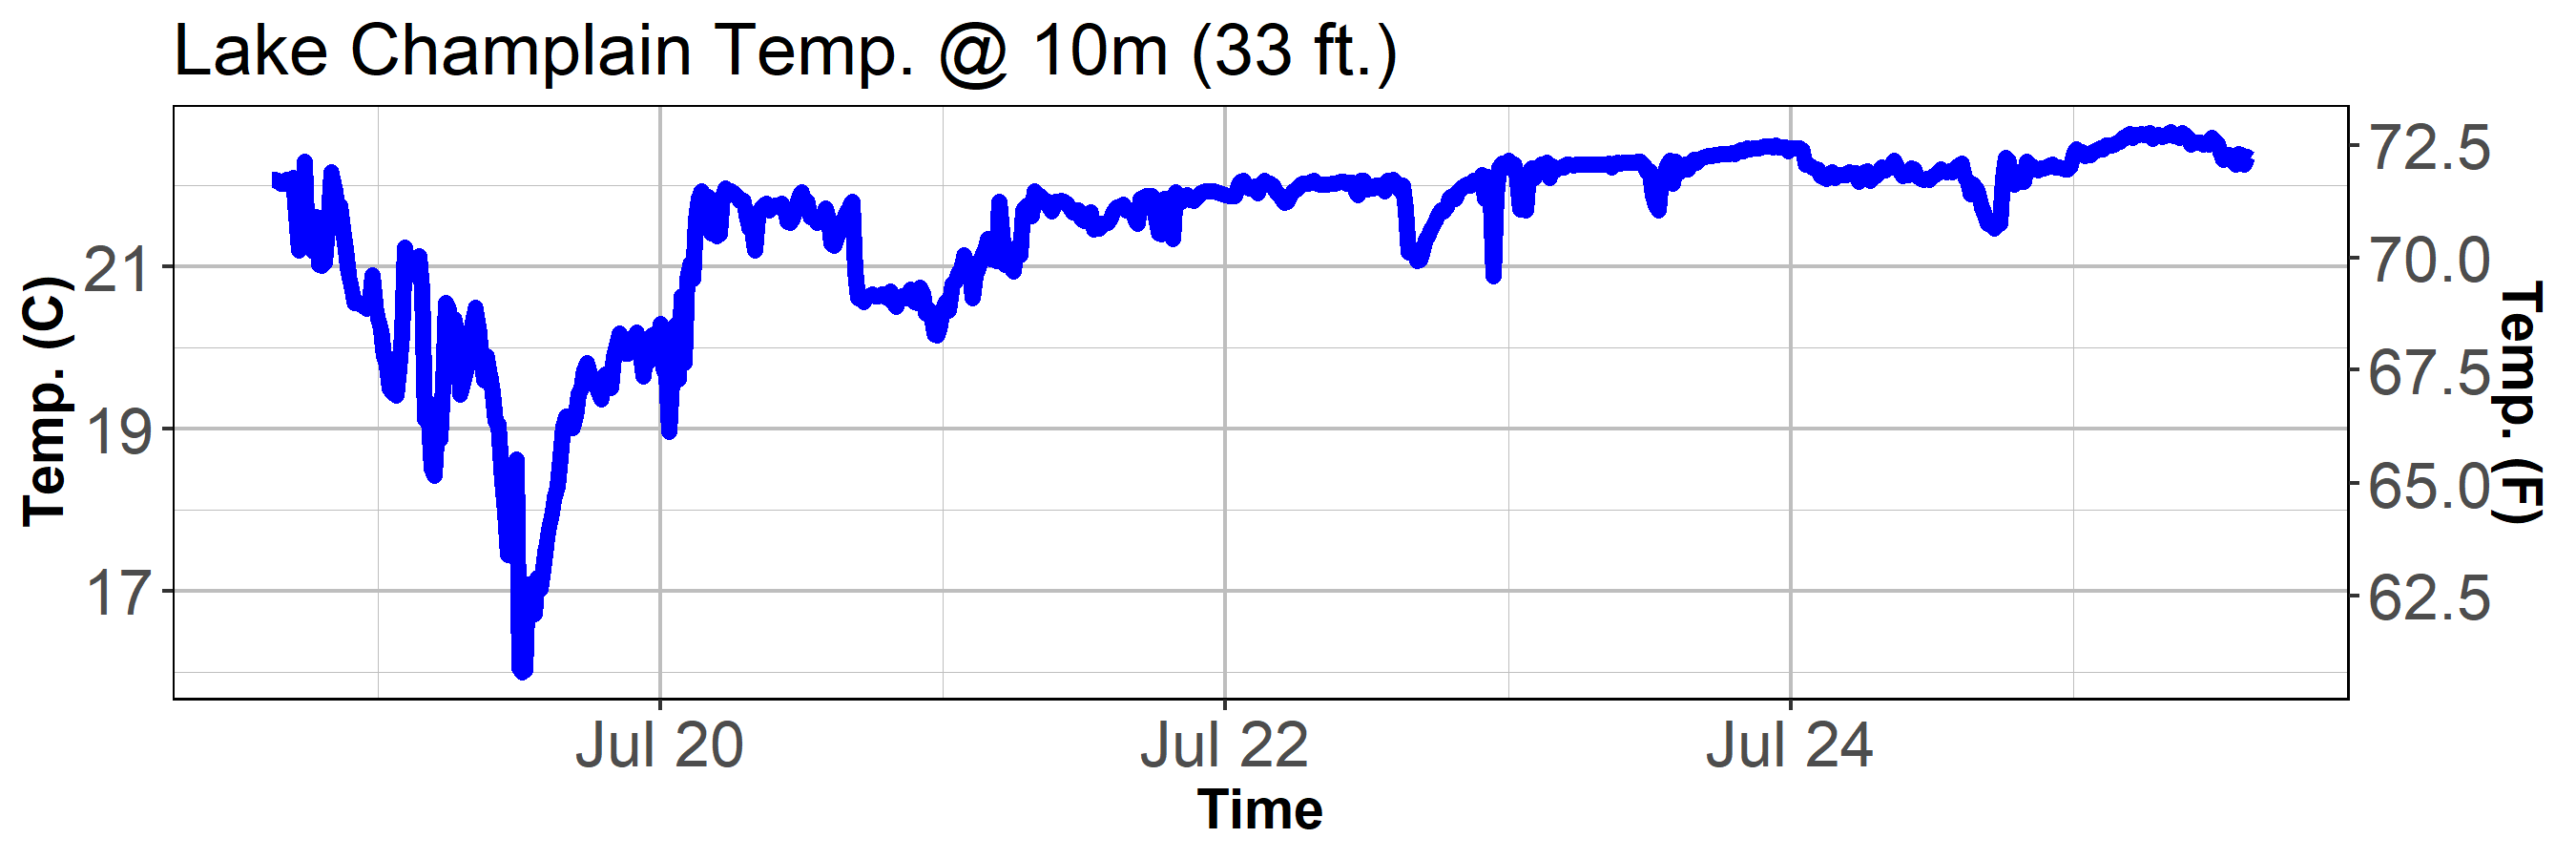 Lake Champlain Temp. @ 10m (33 ft.)
Temp. (C)
21
19
17
72.5
70.0
67.5
65.0
62.5
Temp. (F)
Jul 20
Jul 22
Jul 24
Time